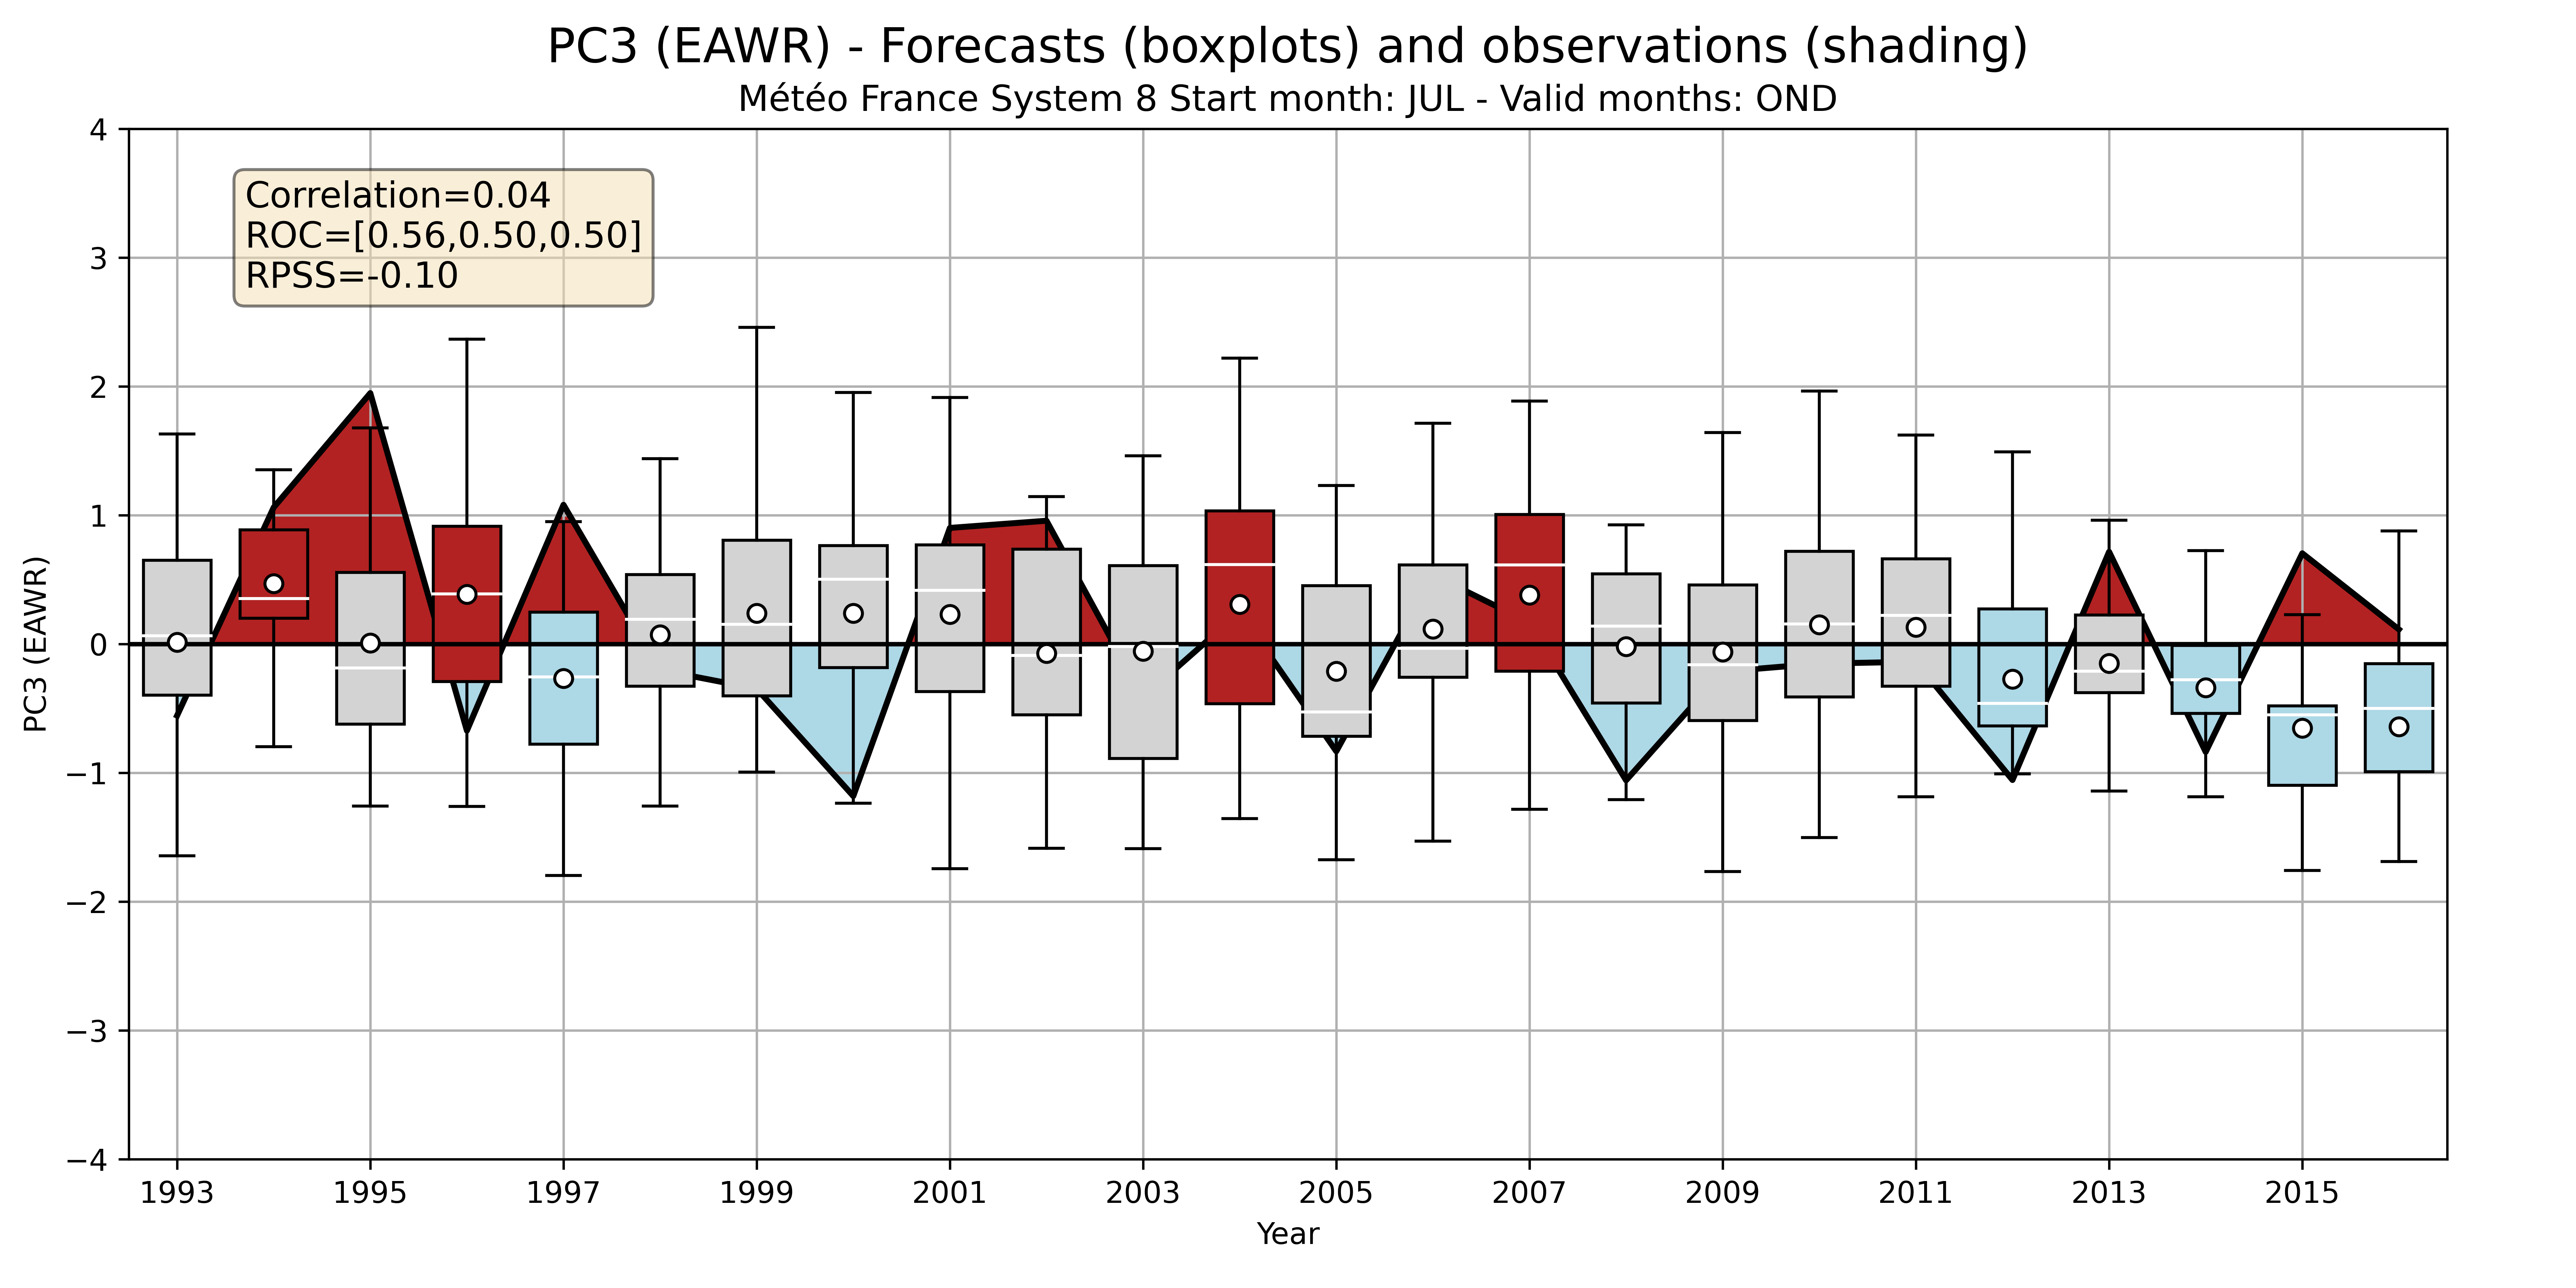 PC3 (EAWR) - Forecasts (boxplots) and observations (shading)
Météo France System 8 Start month: JUL - Valid months: OND
Correlation=0.04
ROC=[0.56,0.50,0.50]
RPSS=-0.10
PC3 (EAWR)
4
3
2
1
0
−1
−2
−3
−4
1993 1995 1997 1999 2001 2003 2005 2007 2009 2011 2013 2015
Year